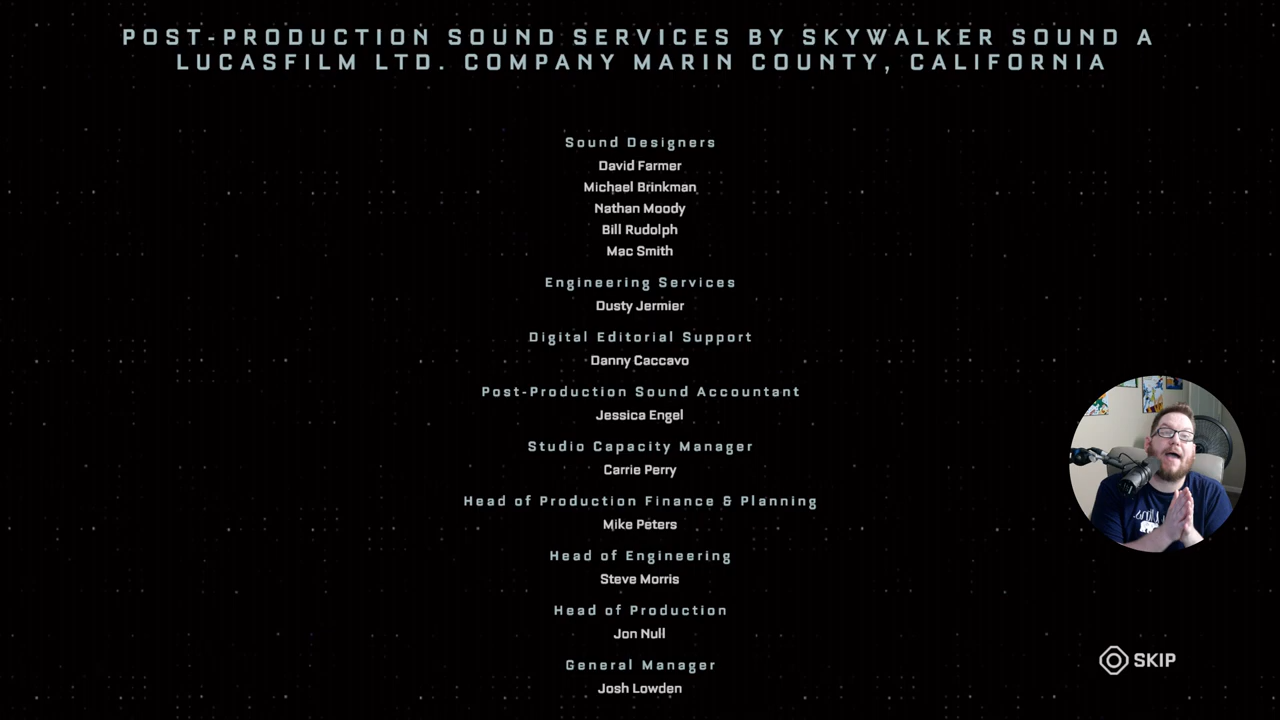 POST-PRODUCTION SOUND SERVICES BY SKYWALKER SOUND A
LUCASFILM LTD. COMPANY MARIN COUNTY, CALIFORNIA
Sound Designers
David Farmer
Michael Brinkman
Nathan Moody
Bill Rudolph
Mac Smith
Engineering Services
Dusty Jermier
Digital Editorial Support
Danny Caccavo
Post-Production Sound Accountant
Jessica Engel
Studio Capacity Manager
Carrie Perry
Head of Production Finance & Planning
Mike Peters
Head of Engineering
Steve Morris
Head of Production
Jon Null
General Manager
Josh Lowden
SKIP